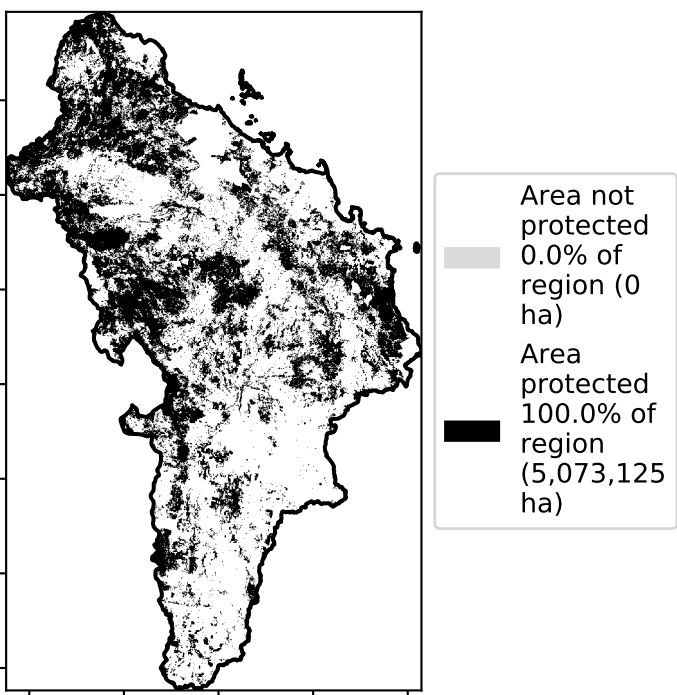 Area not
protected
0.0% of
region (0
ha)
Area
protected
100.0% of
region
(5,073,125
ha)